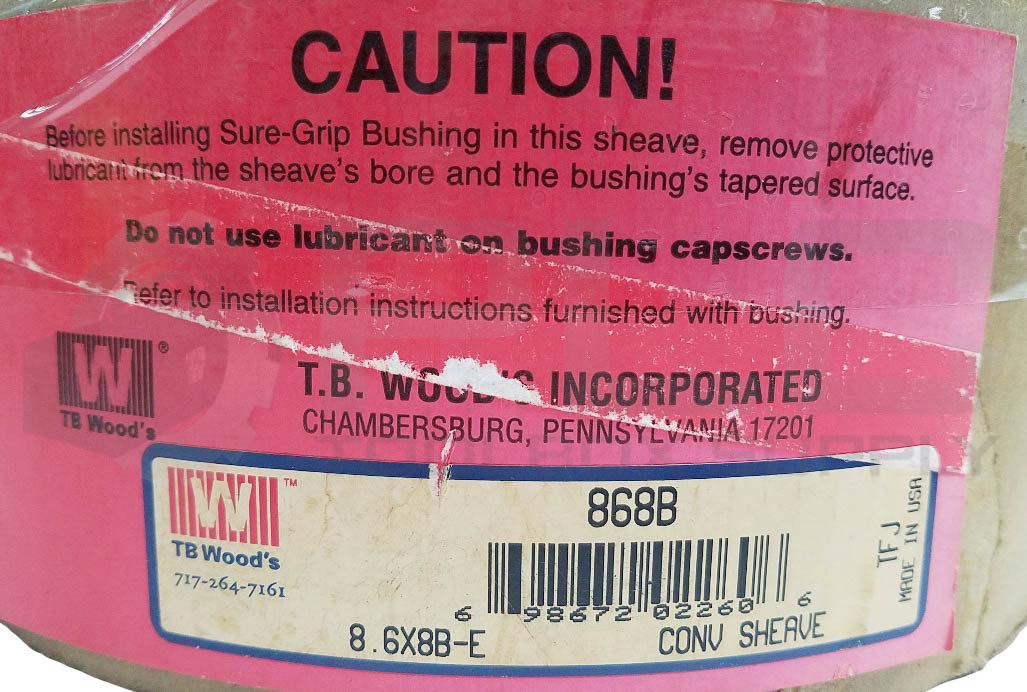 CAUTION!
Before installing Sure-Grip Bushing in this sheave, remove protective
lubricant from the sheave's bore and the bushing's tapered surface.
Do not use lubricant on bushing capscrews.
Refer to installation instructions furnished with bushing.
W ®
TB Wood's
T.B. WOOD'S INCORPORATED
CHAMBERSBURG, PENNSYLVANIA 17201
TOOLBOX SUPPLY
W ™
TB Wood's
717-264-7161
868B
6 98672 02260 6
8.6X8B-E
CONV SHEAVE
TFJ
MADE IN USA